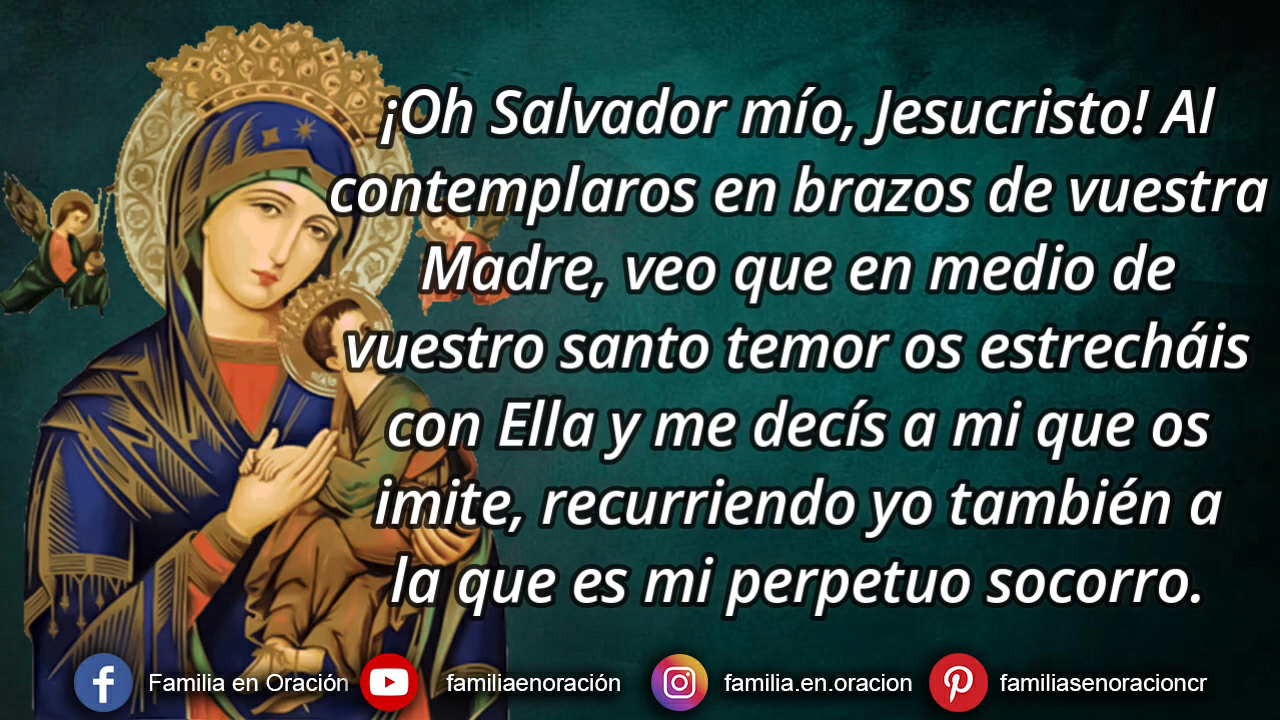 ¡Oh Salvador mío, Jesucristo! Al
contemplaros en brazos de vuestra
Madre, veo que en medio de
vuestro santo temor os estrecháis
con Ella y me decís a mi que os
imite, recurriendo yo también a
la que es mi perpetuo socorro.
Familia en Oración familiaenoración familia.en.oracion familiasenoracioncr